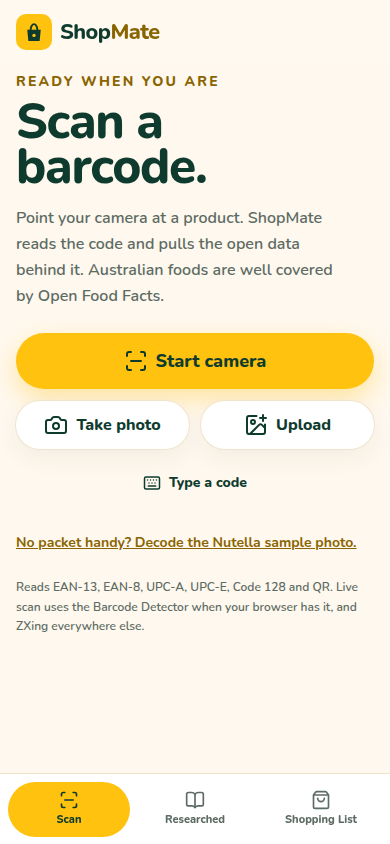 ShopMate
READY WHEN YOU ARE
Scan a
barcode.
Point your camera at a product. ShopMate
reads the code and pulls the open data
behind it. Australian foods are well covered
by Open Food Facts.
Start camera
Take photo
Upload
Type a code
No packet handy? Decode the Nutella sample photo.
Reads EAN-13, EAN-8, UPC-A, UPC-E, Code 128 and QR. Live
scan uses the Barcode Detector when your browser has it, and
ZXing everywhere else.
Scan
Researched
Shopping List